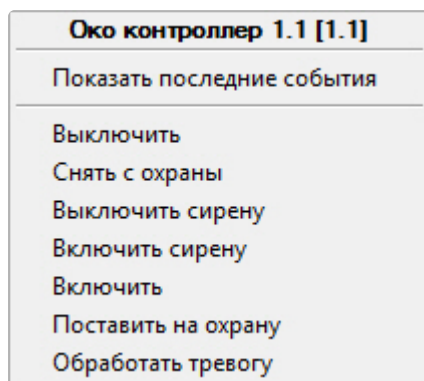 Око контроллер 1.1 [1.1]
Показать последние события
Выключить
Снять с охраны
Выключить сирену
Включить сирену
Включить
Поставить на охрану
Обработать тревогу